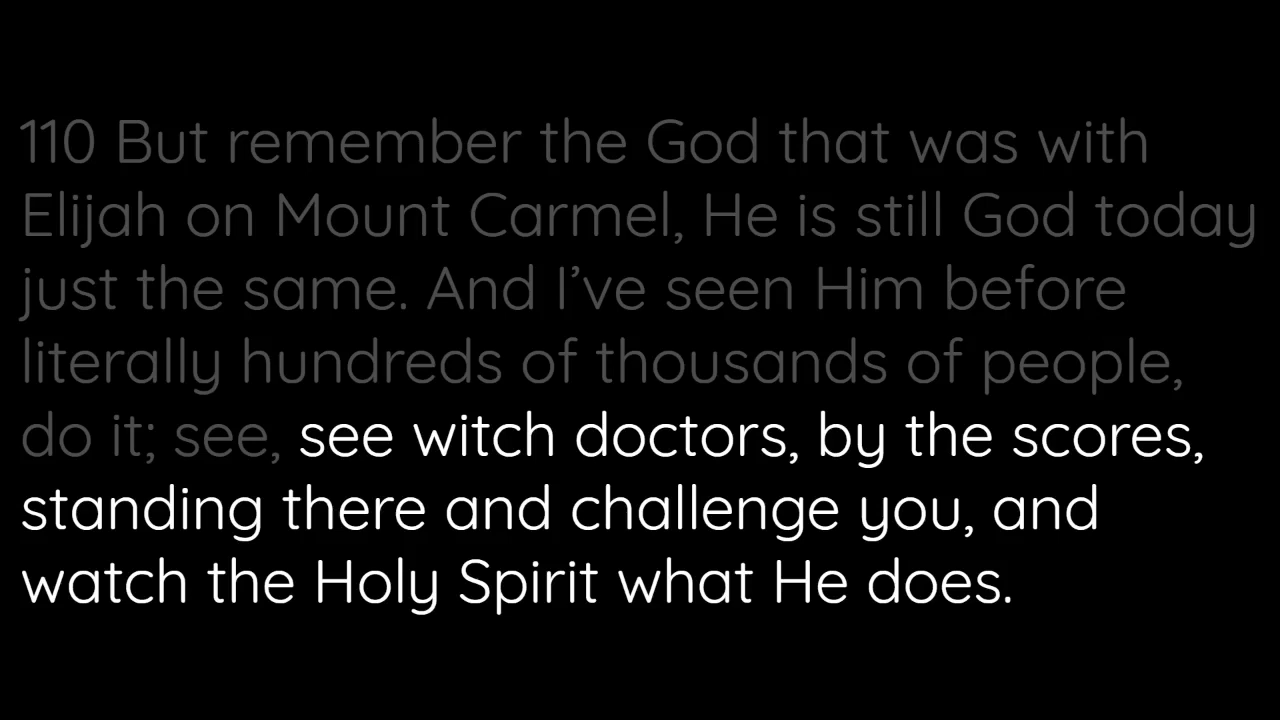 110 But remember the God that was with
Elijah on Mount Carmel, He is still God today
just the same. And I’ve seen Him before
literally hundreds of thousands of people,
do it; see, see witch doctors, by the scores,
standing there and challenge you, and
watch the Holy Spirit what He does.